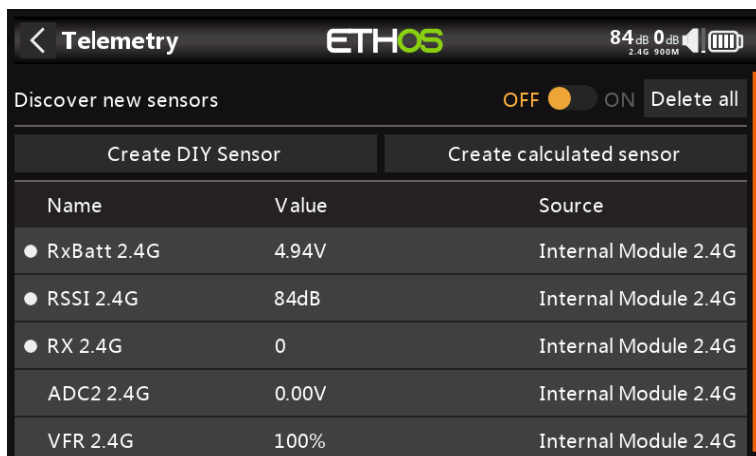 Telemetry ETHOS 84dB 0dB
2.4G 900M
Discover new sensors OFF ON Delete all
Create DIY Sensor Create calculated sensor
Name Value Source
RxBatt 2.4G 4.94V Internal Module 2.4G
RSSI 2.4G 84dB Internal Module 2.4G
RX 2.4G 0 Internal Module 2.4G
ADC2 2.4G 0.00V Internal Module 2.4G
VFR 2.4G 100% Internal Module 2.4G